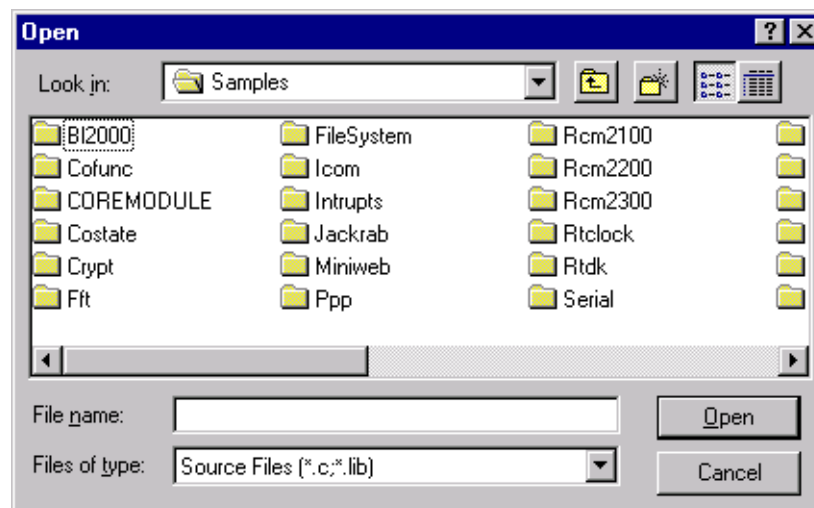 Open
Look in: Samples
BI2000 FileSystem Rcm2100
Cofunc Icom Rcm2200
COREMODULE Intrupts Rcm2300
Costate Jackrab Rtclock
Crypt Miniweb Rtdk
Fft Ppp Serial
File name: Open
Files of type: Source Files (*.c;*.lib) Cancel